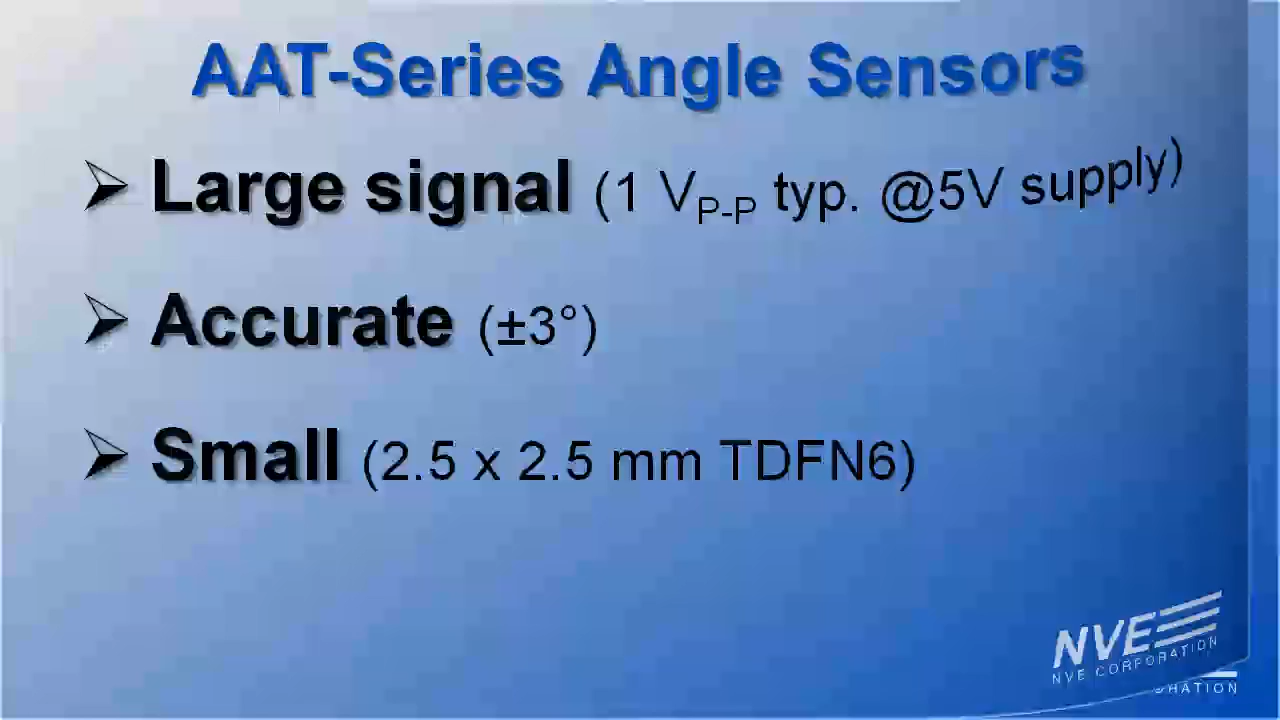 AAT-Series Angle Sensors
Large signal (1 VP-P typ. @5V supply)
Accurate (±3°)
Small (2.5 x 2.5 mm TDFN6)
NVE
NVE CORPORATION